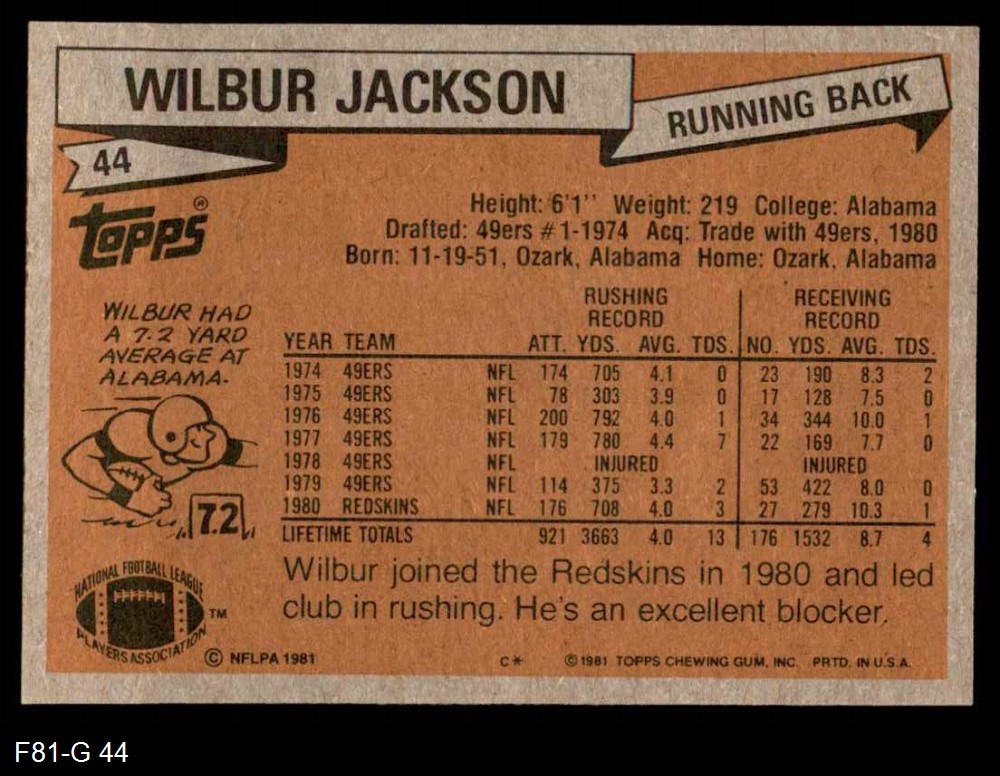 WILBUR JACKSON
RUNNING BACK
44
Topps®
Height: 6'1'' Weight: 219 College: Alabama
Drafted: 49ers #1-1974 Acq: Trade with 49ers, 1980
Born: 11-19-51, Ozark, Alabama Home: Ozark, Alabama
WILBUR HAD
A 7.2 YARD
AVERAGE AT
ALABAMA.
7.2
RUSHING RECEIVING
RECORD RECORD
YEAR TEAM ATT. YDS. AVG. TDS. NO. YDS. AVG. TDS.
1974 49ERS NFL 174 705 4.1 0 23 190 8.3 2
1975 49ERS NFL 78 303 3.9 0 17 128 7.5 0
1976 49ERS NFL 200 792 4.0 1 34 344 10.0 1
1977 49ERS NFL 179 780 4.4 7 22 169 7.7 0
1978 49ERS NFL INJURED INJURED
1979 49ERS NFL 114 375 3.3 2 53 422 8.0 0
1980 REDSKINS NFL 176 708 4.0 3 27 279 10.3 1
LIFETIME TOTALS 921 3663 4.0 13 176 1532 8.7 4
Wilbur joined the Redskins in 1980 and led
club in rushing. He's an excellent blocker.
NATIONAL FOOTBALL LEAGUE
PLAYERS ASSOCIATION
TM
© NFLPA 1981 C* © 1981 TOPPS CHEWING GUM, INC. PRTD. IN U.S.A.
F81-G 44